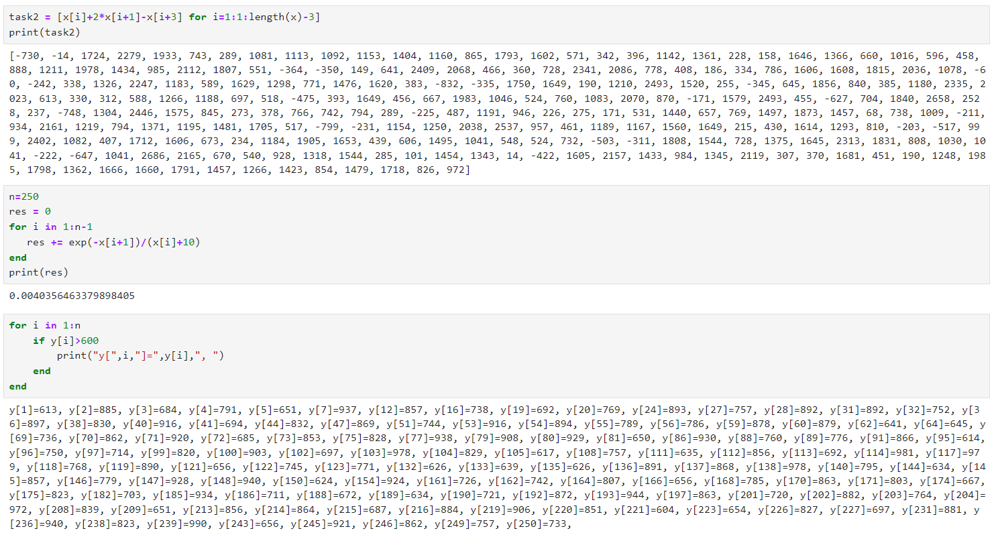 task2 = [x[i]+2*x[i+1]-x[i+3] for i=1:1:length(x)-3]
print(task2)
[-730, -14, 1724, 2279, 1933, 743, 289, 1081, 1113, 1092, 1153, 1404, 1160, 865, 1793, 1602, 571, 342, 396, 1142, 1361, 228, 158, 1646, 1366, 660, 1016, 596, 458,
888, 1211, 1978, 1434, 985, 2112, 1807, 551, -364, -350, 149, 641, 2409, 2068, 466, 360, 728, 2341, 2086, 778, 408, 186, 334, 786, 1606, 1608, 1815, 2036, 1078, -6
0, -242, 338, 1326, 2247, 1183, 589, 1629, 1298, 771, 1476, 1620, 383, -832, -335, 1750, 1649, 190, 1210, 2493, 1520, 255, -345, 645, 1856, 840, 385, 1180, 2335, 2
023, 613, 330, 312, 588, 1266, 1188, 697, 518, -475, 393, 1649, 456, 667, 1983, 1046, 524, 760, 1083, 2070, 870, -171, 1579, 2493, 455, -627, 704, 1840, 2658, 252
8, 237, -748, 1304, 2446, 1575, 845, 273, 378, 766, 742, 794, 289, -225, 487, 1191, 946, 226, 275, 171, 531, 1440, 657, 769, 1497, 1873, 1457, 68, 738, 1009, -211,
934, 2161, 1219, 794, 1371, 1195, 1481, 1705, 517, -799, -231, 1154, 1250, 2038, 2537, 957, 461, 1189, 1167, 1560, 1649, 215, 430, 1614, 1293, 810, -203, -517, 99
9, 2402, 1082, 407, 1712, 1606, 673, 234, 1184, 1905, 1653, 439, 606, 1495, 1041, 548, 524, 732, -503, -311, 1808, 1544, 728, 1375, 1645, 2313, 1831, 808, 1030, 10
41, -222, -647, 1041, 2686, 2165, 670, 540, 928, 1318, 1544, 285, 101, 1454, 1343, 14, -422, 1605, 2157, 1433, 984, 1345, 2119, 307, 370, 1681, 451, 190, 1248, 198
5, 1798, 1362, 1666, 1660, 1791, 1457, 1266, 1423, 854, 1479, 1718, 826, 972]
n=250
res = 0
for i in 1:n-1
res += exp(-x[i+1])/(x[i]+10)
end
print(res)
0.0040356463379898405
for i in 1:n
if y[i]>600
print("y[",i,"]=",y[i],", ")
end
end
y[1]=613, y[2]=885, y[3]=684, y[4]=791, y[5]=651, y[7]=937, y[12]=857, y[16]=738, y[19]=692, y[20]=769, y[24]=893, y[27]=757, y[28]=892, y[31]=892, y[32]=752, y[3
6]=897, y[38]=830, y[40]=916, y[41]=694, y[44]=832, y[47]=869, y[51]=744, y[53]=916, y[54]=894, y[55]=789, y[56]=786, y[59]=878, y[60]=879, y[62]=641, y[64]=645, y
[69]=736, y[70]=862, y[71]=920, y[72]=685, y[73]=853, y[75]=828, y[77]=938, y[79]=908, y[80]=929, y[81]=650, y[86]=930, y[88]=760, y[89]=776, y[91]=866, y[95]=614,
y[96]=750, y[97]=714, y[99]=820, y[100]=903, y[102]=697, y[103]=978, y[104]=829, y[105]=617, y[108]=757, y[111]=635, y[112]=856, y[113]=692, y[114]=981, y[117]=97
9, y[118]=768, y[119]=890, y[121]=656, y[122]=745, y[123]=771, y[132]=626, y[133]=639, y[135]=626, y[136]=891, y[137]=868, y[138]=978, y[140]=795, y[144]=634, y[14
5]=857, y[146]=779, y[147]=928, y[148]=940, y[150]=624, y[154]=924, y[161]=726, y[162]=742, y[164]=807, y[166]=656, y[168]=785, y[170]=863, y[171]=803, y[174]=667,
y[175]=823, y[182]=703, y[185]=934, y[186]=711, y[188]=672, y[189]=634, y[190]=721, y[192]=872, y[193]=944, y[197]=863, y[201]=720, y[202]=882, y[203]=764, y[204]=
972, y[208]=839, y[209]=651, y[213]=856, y[214]=864, y[215]=687, y[216]=884, y[219]=906, y[220]=851, y[221]=604, y[223]=654, y[226]=827, y[227]=697, y[231]=881, y
[236]=940, y[238]=823, y[239]=990, y[243]=656, y[245]=921, y[246]=862, y[249]=757, y[250]=733,